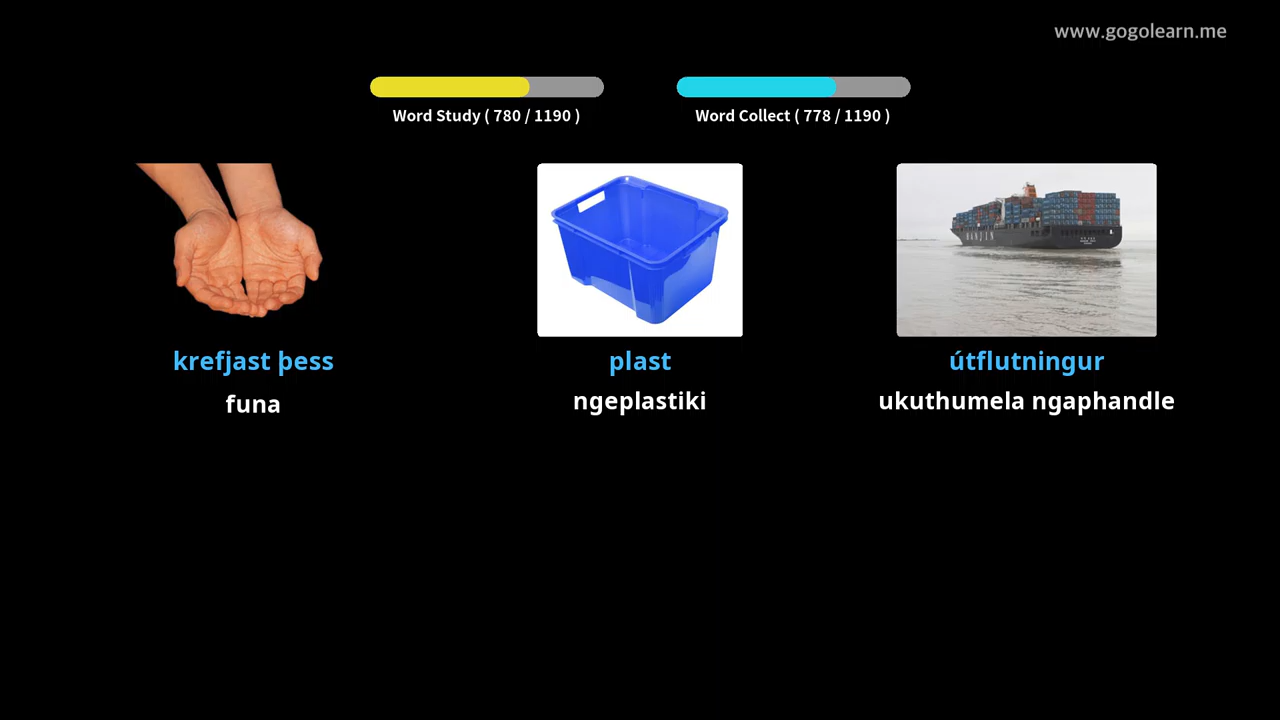 www.gogolearn.me
Word Study ( 780 / 1190 )
Word Collect ( 778 / 1190 )
krefjast þess
plast
útflutningur
funa
ngeplastiki
ukuthumela ngaphandle
HANJIN